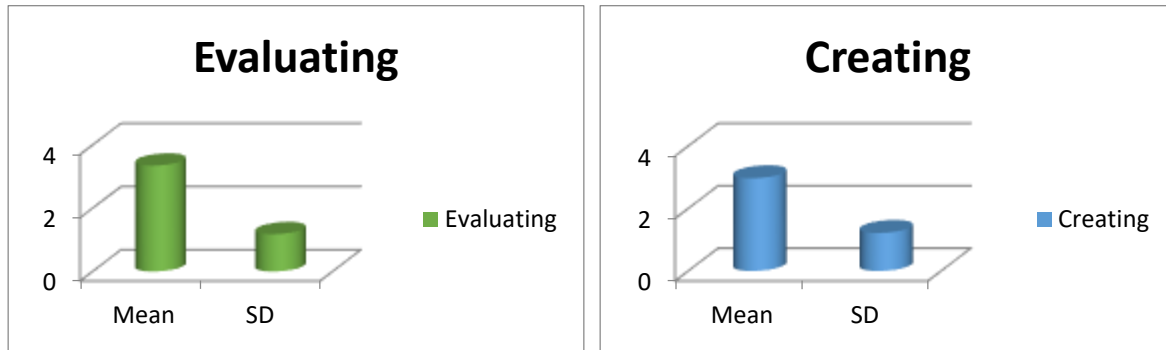 Evaluating
4
2
0
Mean SD
Evaluating
Creating
4
2
0
Mean SD
Creating